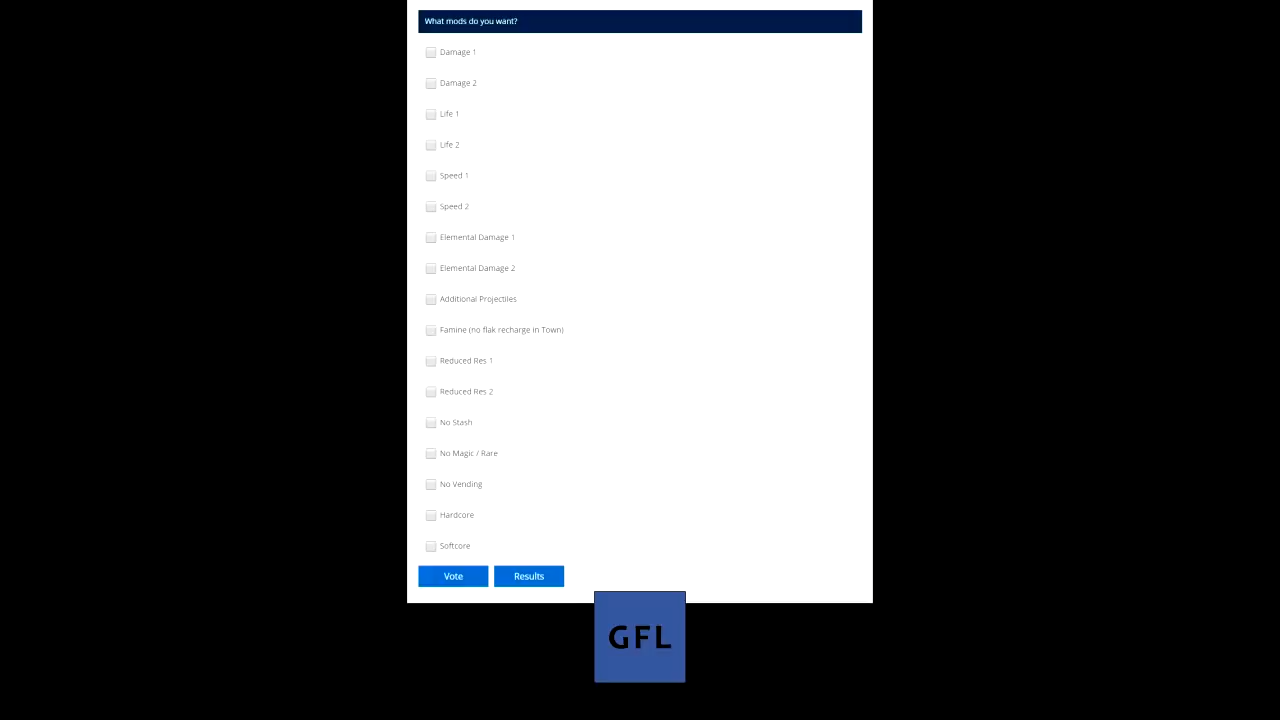 What mods do you want?
Damage 1
Damage 2
Life 1
Life 2
Speed 1
Speed 2
Elemental Damage 1
Elemental Damage 2
Additional Projectiles
Famine (no flak recharge in Town)
Reduced Res 1
Reduced Res 2
No Stash
No Magic / Rare
No Vending
Hardcore
Softcore
Vote Results
GFL